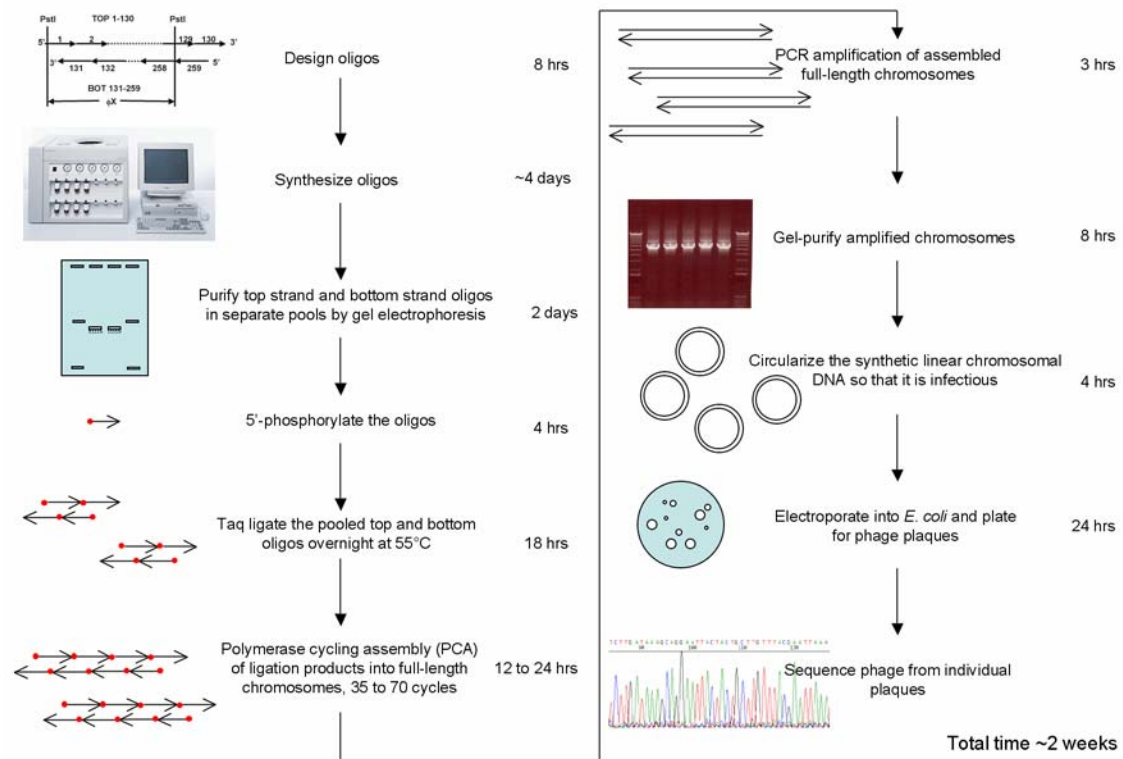 PstI TOP 1-130 PstI
5' 1 2 129 130 3'
3' 131 132 258 259 5'
BOT 131-259
ϕX
Design oligos 8 hrs
Synthesize oligos ~4 days
Purify top strand and bottom strand oligos
in separate pools by gel electrophoresis 2 days
5'-phosphorylate the oligos 4 hrs
Taq ligate the pooled top and bottom
oligos overnight at 55°C 18 hrs
Polymerase cycling assembly (PCA)
of ligation products into full-length 12 to 24 hrs
chromosomes, 35 to 70 cycles
PCR amplification of assembled
full-length chromosomes 3 hrs
Gel-purify amplified chromosomes 8 hrs
Circularize the synthetic linear chromosomal
DNA so that it is infectious 4 hrs
Electroporate into E. coli and plate
for phage plaques 24 hrs
Sequence phage from individual
plaques
Total time ~2 weeks